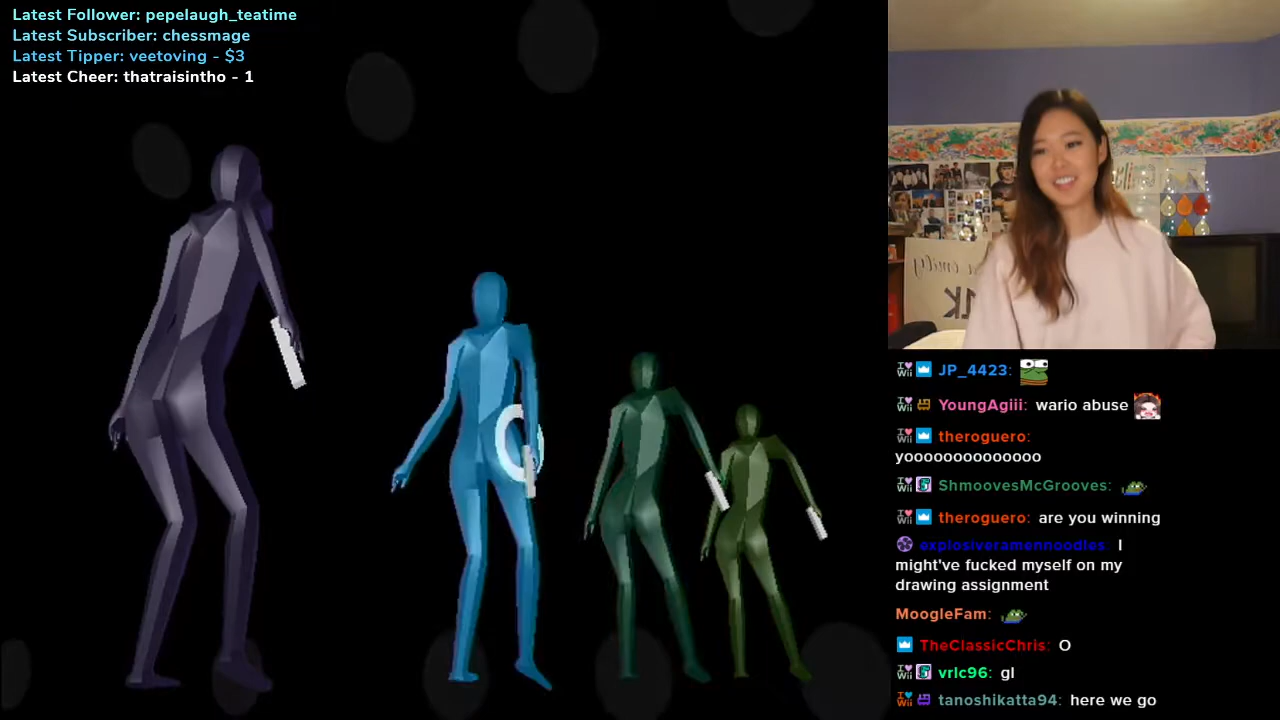 Latest Follower: pepelaugh_teatime
Latest Subscriber: chessmage
Latest Tipper: veetoving - $3
Latest Cheer: thatraisintho - 1
JP_4423:
YoungAgiii: wario abuse
theroguero:
yoooooooooooooo
ShmoovesMcGrooves:
theroguero: are you winning
explosiveramennoodles: I
might've fucked myself on my
drawing assignment
MoogleFam:
TheClassicChris: O
vrlc96: gl
tanoshikatta94: here we go